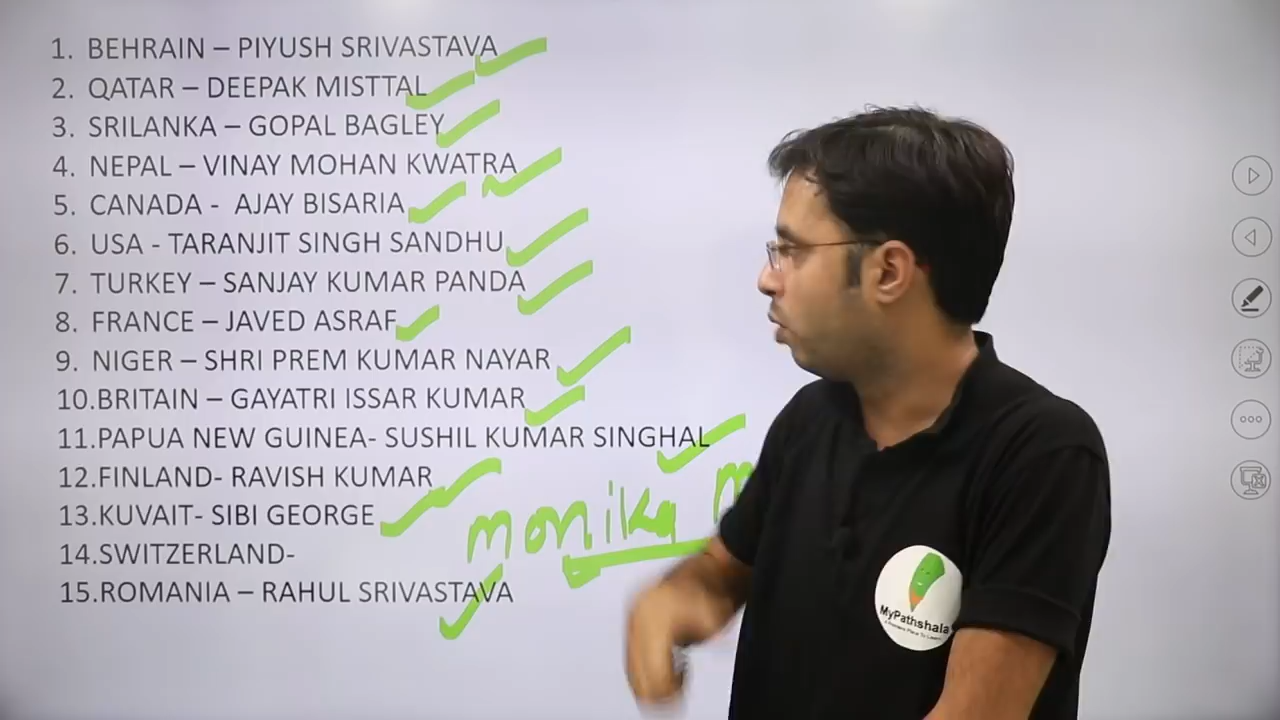 1. BEHRAIN – PIYUSH SRIVASTAVA
2. QATAR – DEEPAK MISTTAL
3. SRILANKA – GOPAL BAGLEY
4. NEPAL – VINAY MOHAN KWATRA
5. CANADA - AJAY BISARIA
6. USA - TARANJIT SINGH SANDHU
7. TURKEY – SANJAY KUMAR PANDA
8. FRANCE – JAVED ASRAF
9. NIGER – SHRI PREM KUMAR NAYAR
10.BRITAIN – GAYATRI ISSAR KUMAR
11.PAPUA NEW GUINEA- SUSHIL KUMAR SINGHAL
12.FINLAND- RAVISH KUMAR
13.KUVAIT- SIBI GEORGE
monika
14.SWITZERLAND-
15.ROMANIA – RAHUL SRIVASTAVA
MyPathshala